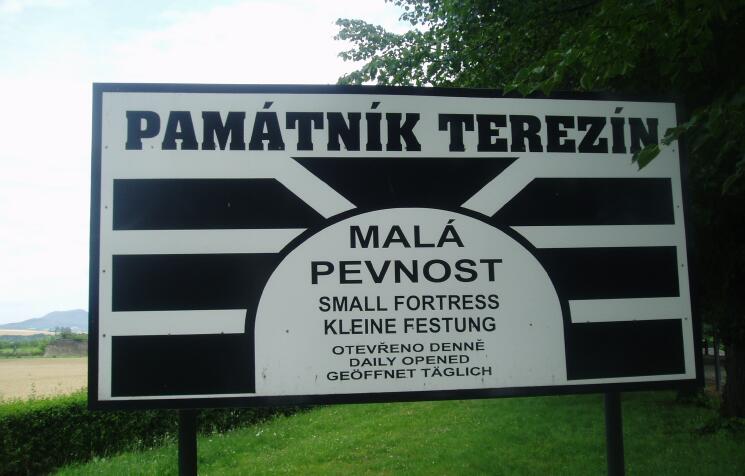 PAMÁTNÍK TEREZÍN
MALÁ
PEVNOST
SMALL FORTRESS
KLEINE FESTUNG
OTEVŘENO DENNĚ
DAILY OPENED
GEÖFFNET TÄGLICH